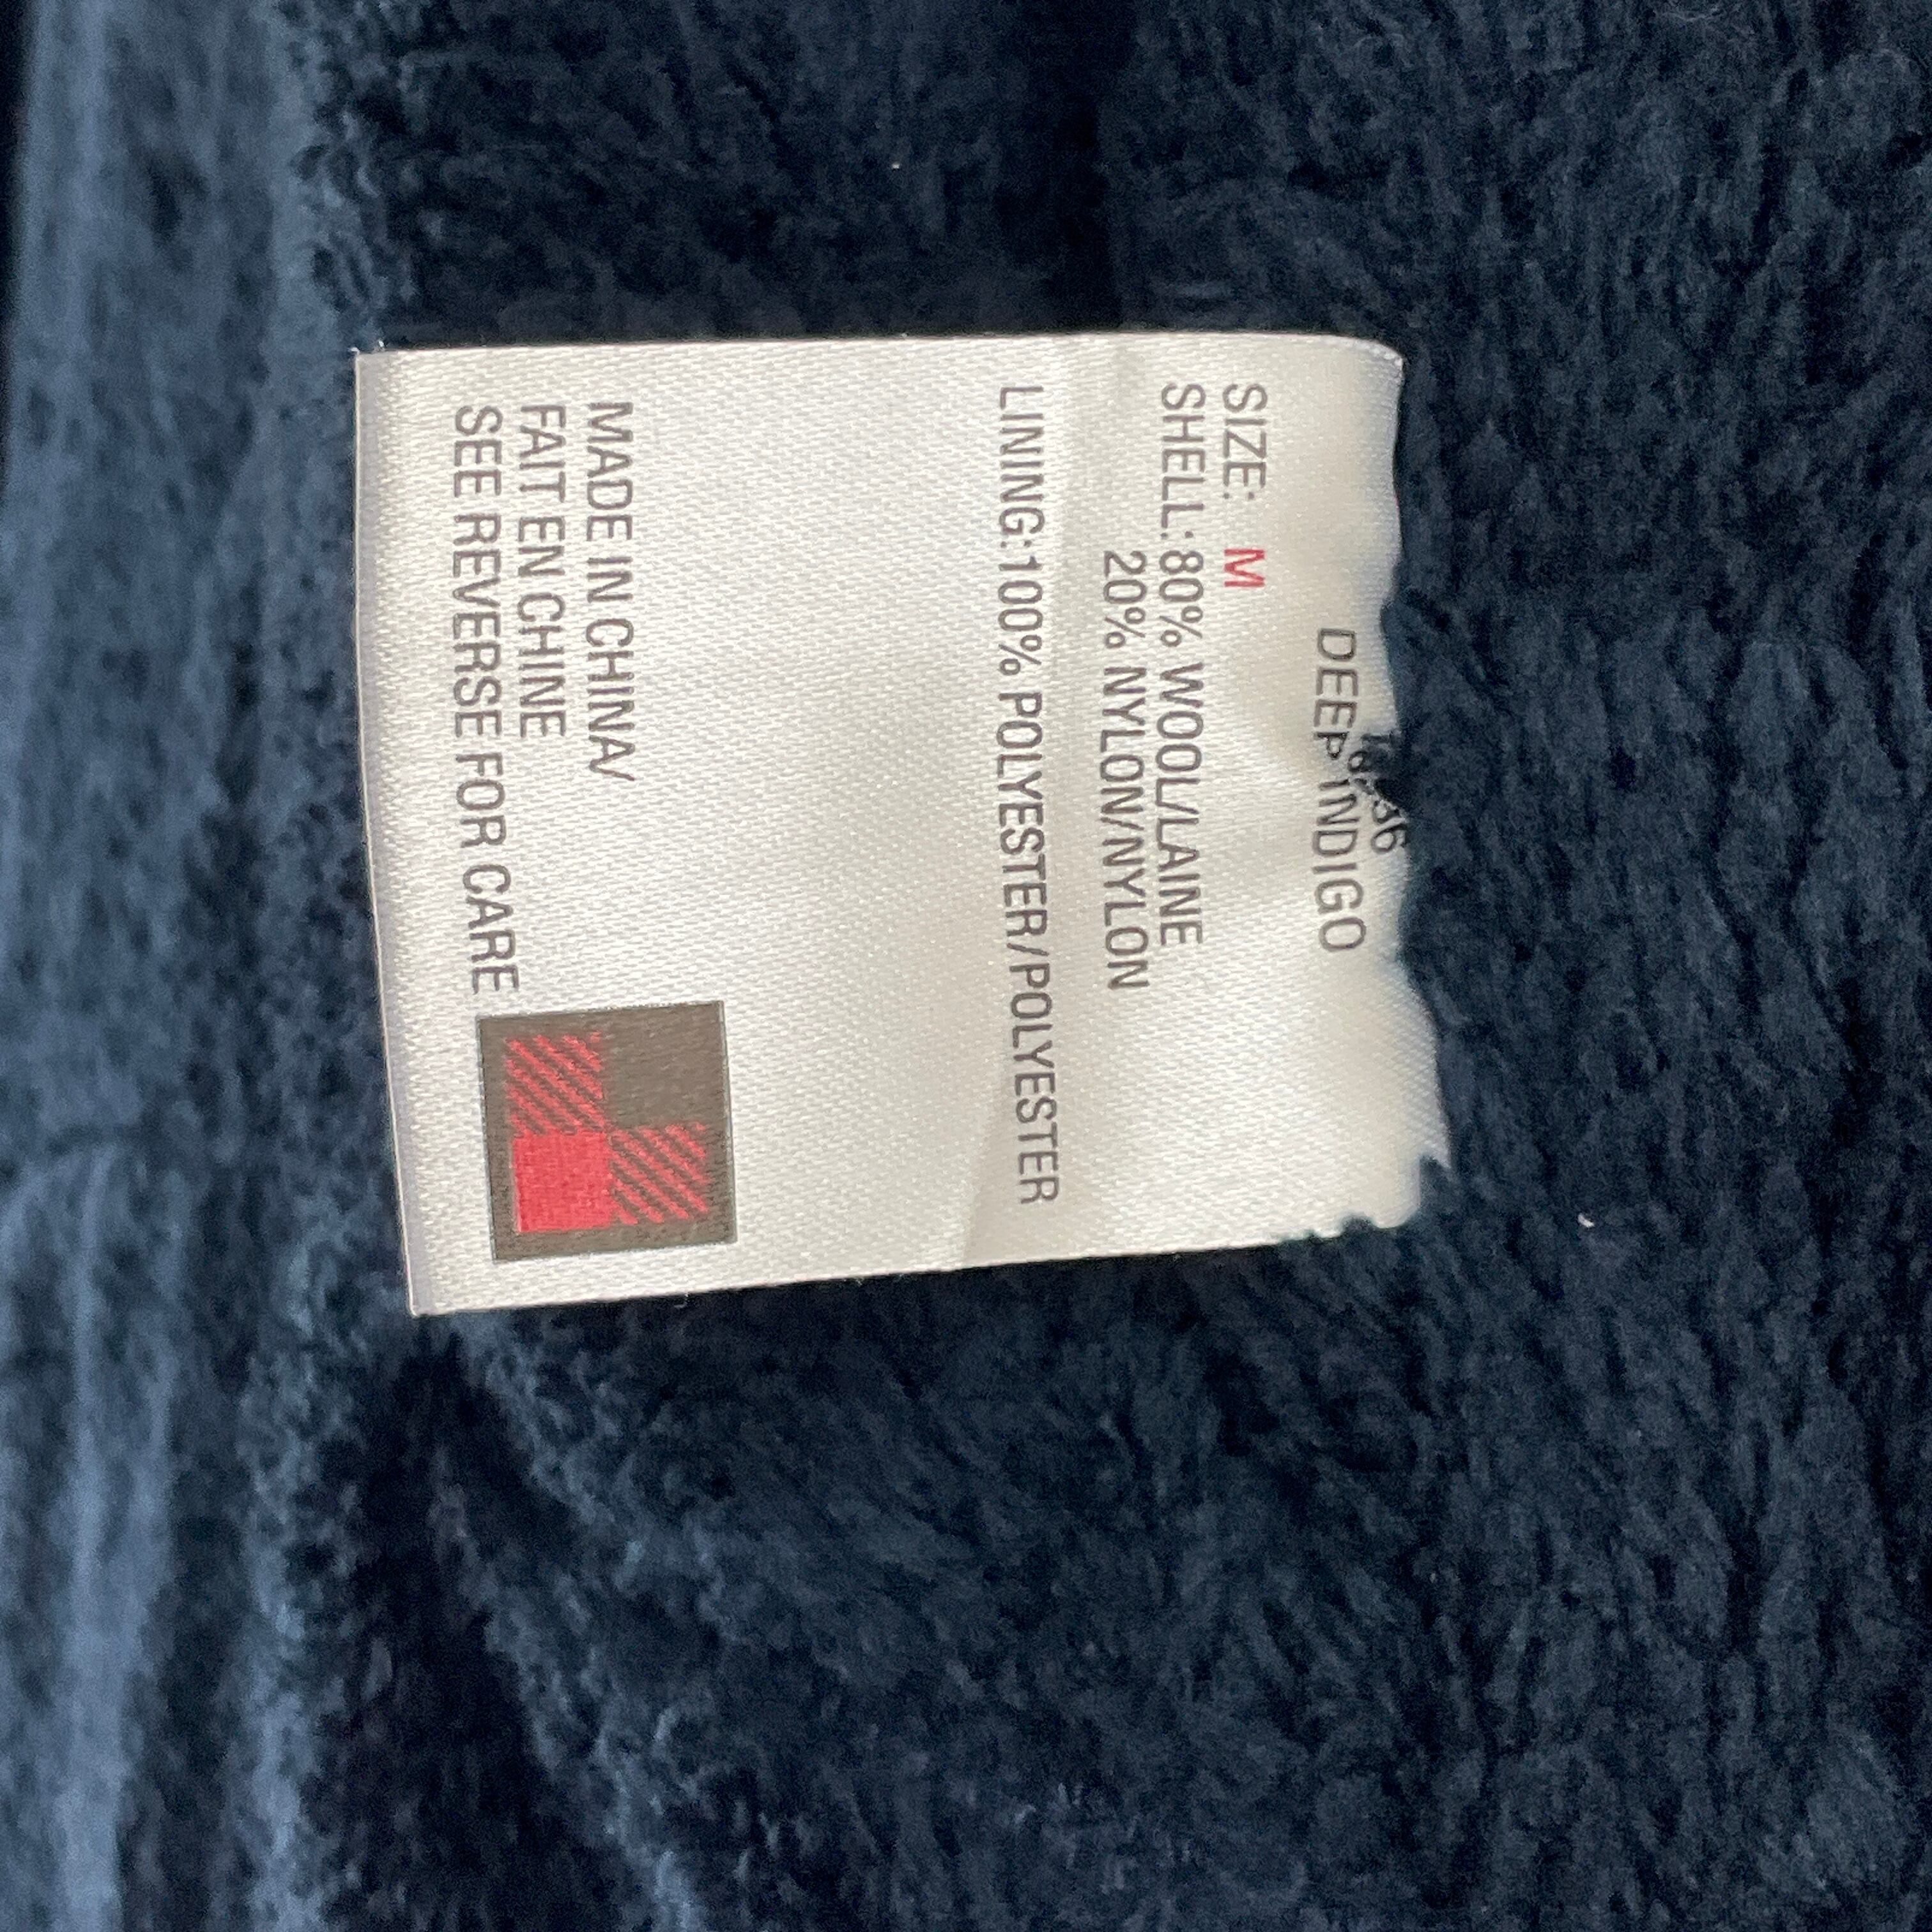 DEEP INDIGO
SIZE: M
SHELL:80% WOOL/LAINE
20% NYLON/NYLON
LINING:100% POLYESTER/POLYESTER
MADE IN CHINA/
FAIT EN CHINE
SEE REVERSE FOR CARE